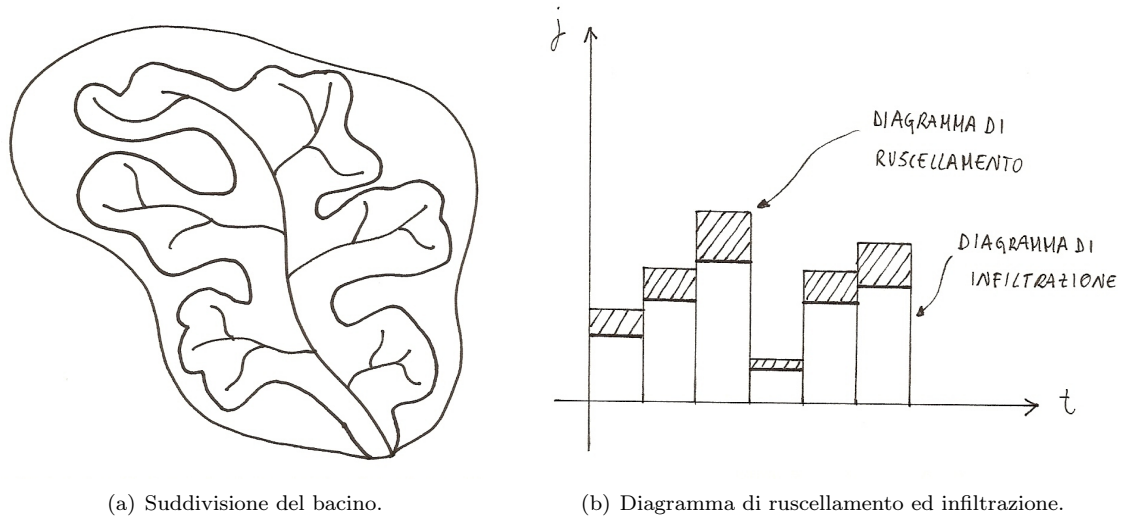 j
DIAGRAMMA DI
RUSCELLAMENTO
DIAGRAMMA DI
INFILTRAZIONE
t
(a) Suddivisione del bacino.
(b) Diagramma di ruscellamento ed infiltrazione.